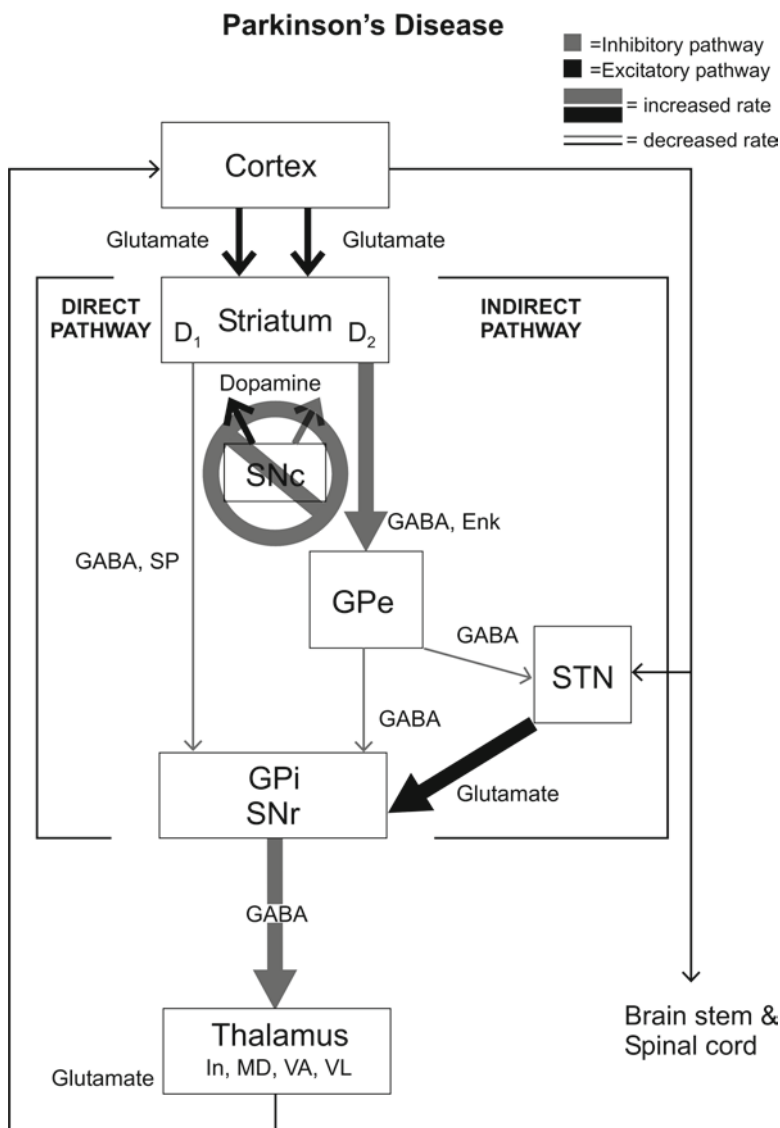 Parkinson's Disease
=Inhibitory pathway
=Excitatory pathway
= increased rate
= decreased rate
Cortex
Glutamate
Glutamate
DIRECT
PATHWAY
D1
Striatum
D2
INDIRECT
PATHWAY
Dopamine
SNc
GABA, Enk
GABA, SP
GPe
GABA
STN
GABA
GPi
SNr
Glutamate
GABA
Thalamus
In, MD, VA, VL
Glutamate
Brain stem &
Spinal cord